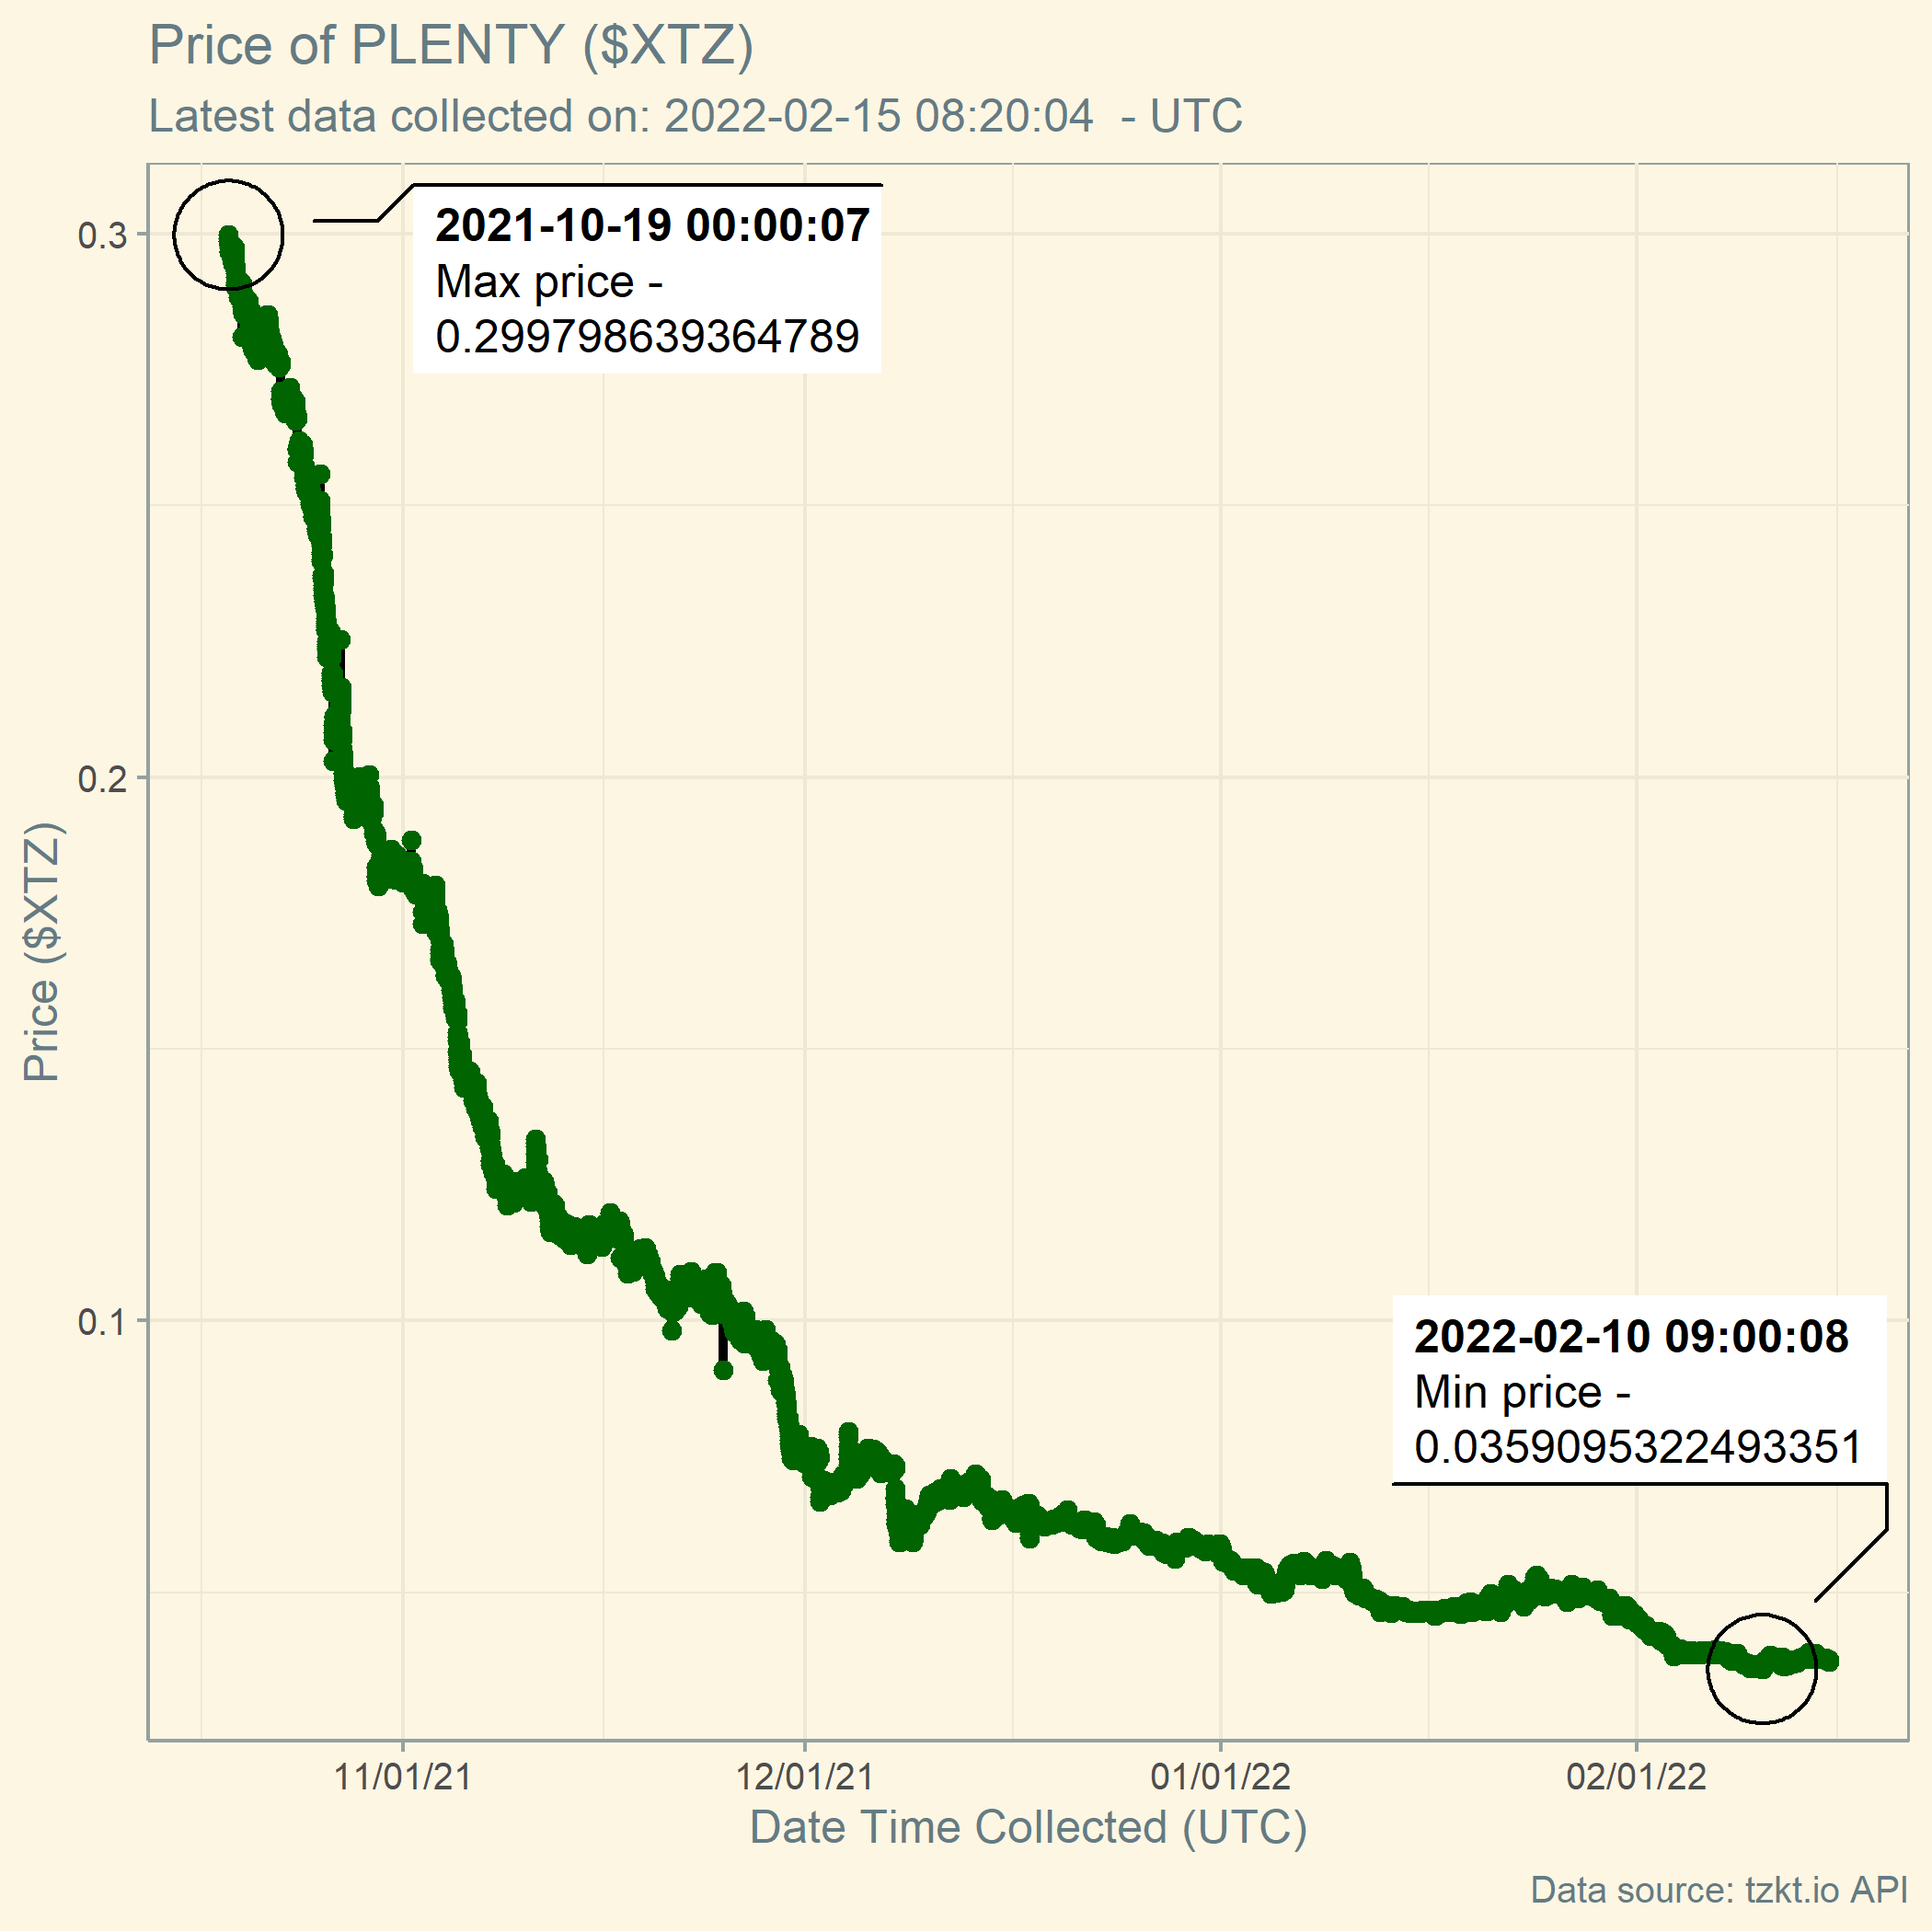 Price of PLENTY ($XTZ)
Latest data collected on: 2022-02-15 08:20:04  - UTC
2021-10-19 00:00:07
Max price -
0.299798639364789
0.3
0.2
0.1
Price ($XTZ)
2022-02-10 09:00:08
Min price -
0.0359095322493351
11/01/21
12/01/21
01/01/22
02/01/22
Date Time Collected (UTC)
Data source: tzkt.io API